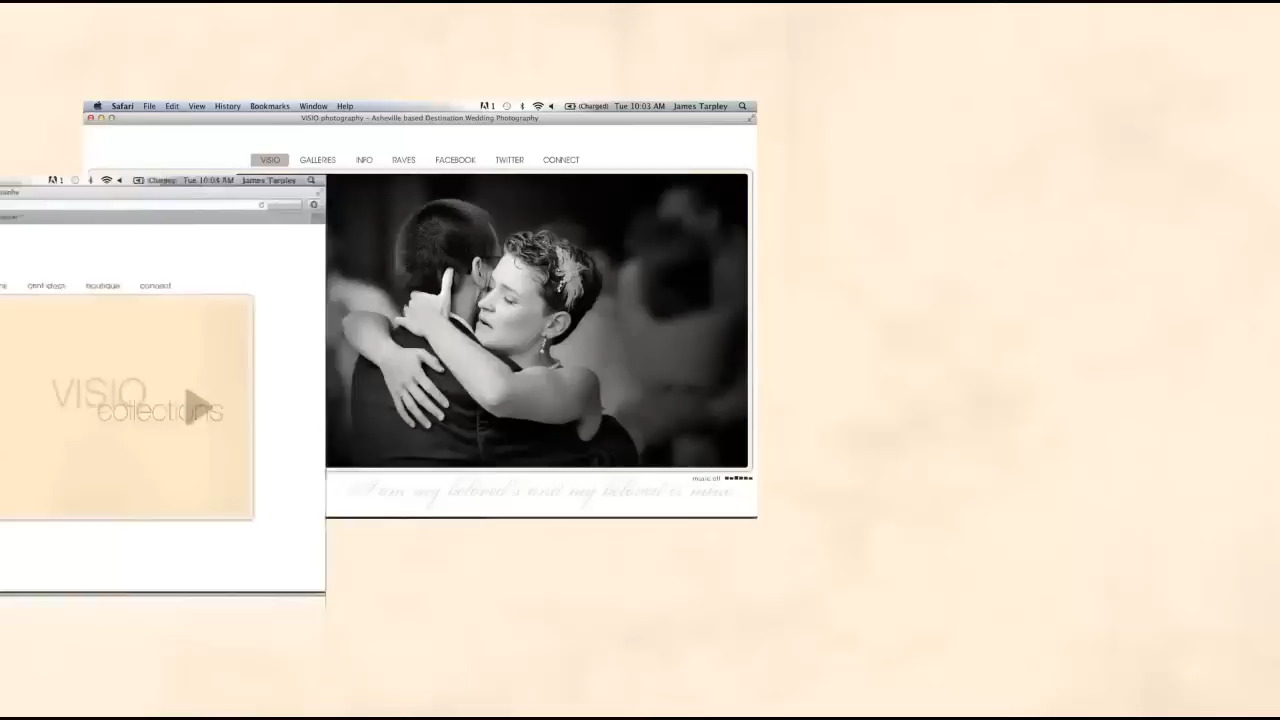 Safari File Edit View History Bookmarks Window Help 1 (Charged) Tue 10:03 AM James Tarpley
VISIO photography – Asheville based Destination Wedding Photography
VISIO GALLERIES INFO RAVES FACEBOOK TWITTER CONNECT
1 Tue 10:04 AM James Tarpley
boutique connect
VISIO
collections
music off
I am my beloved's and my beloved is mine